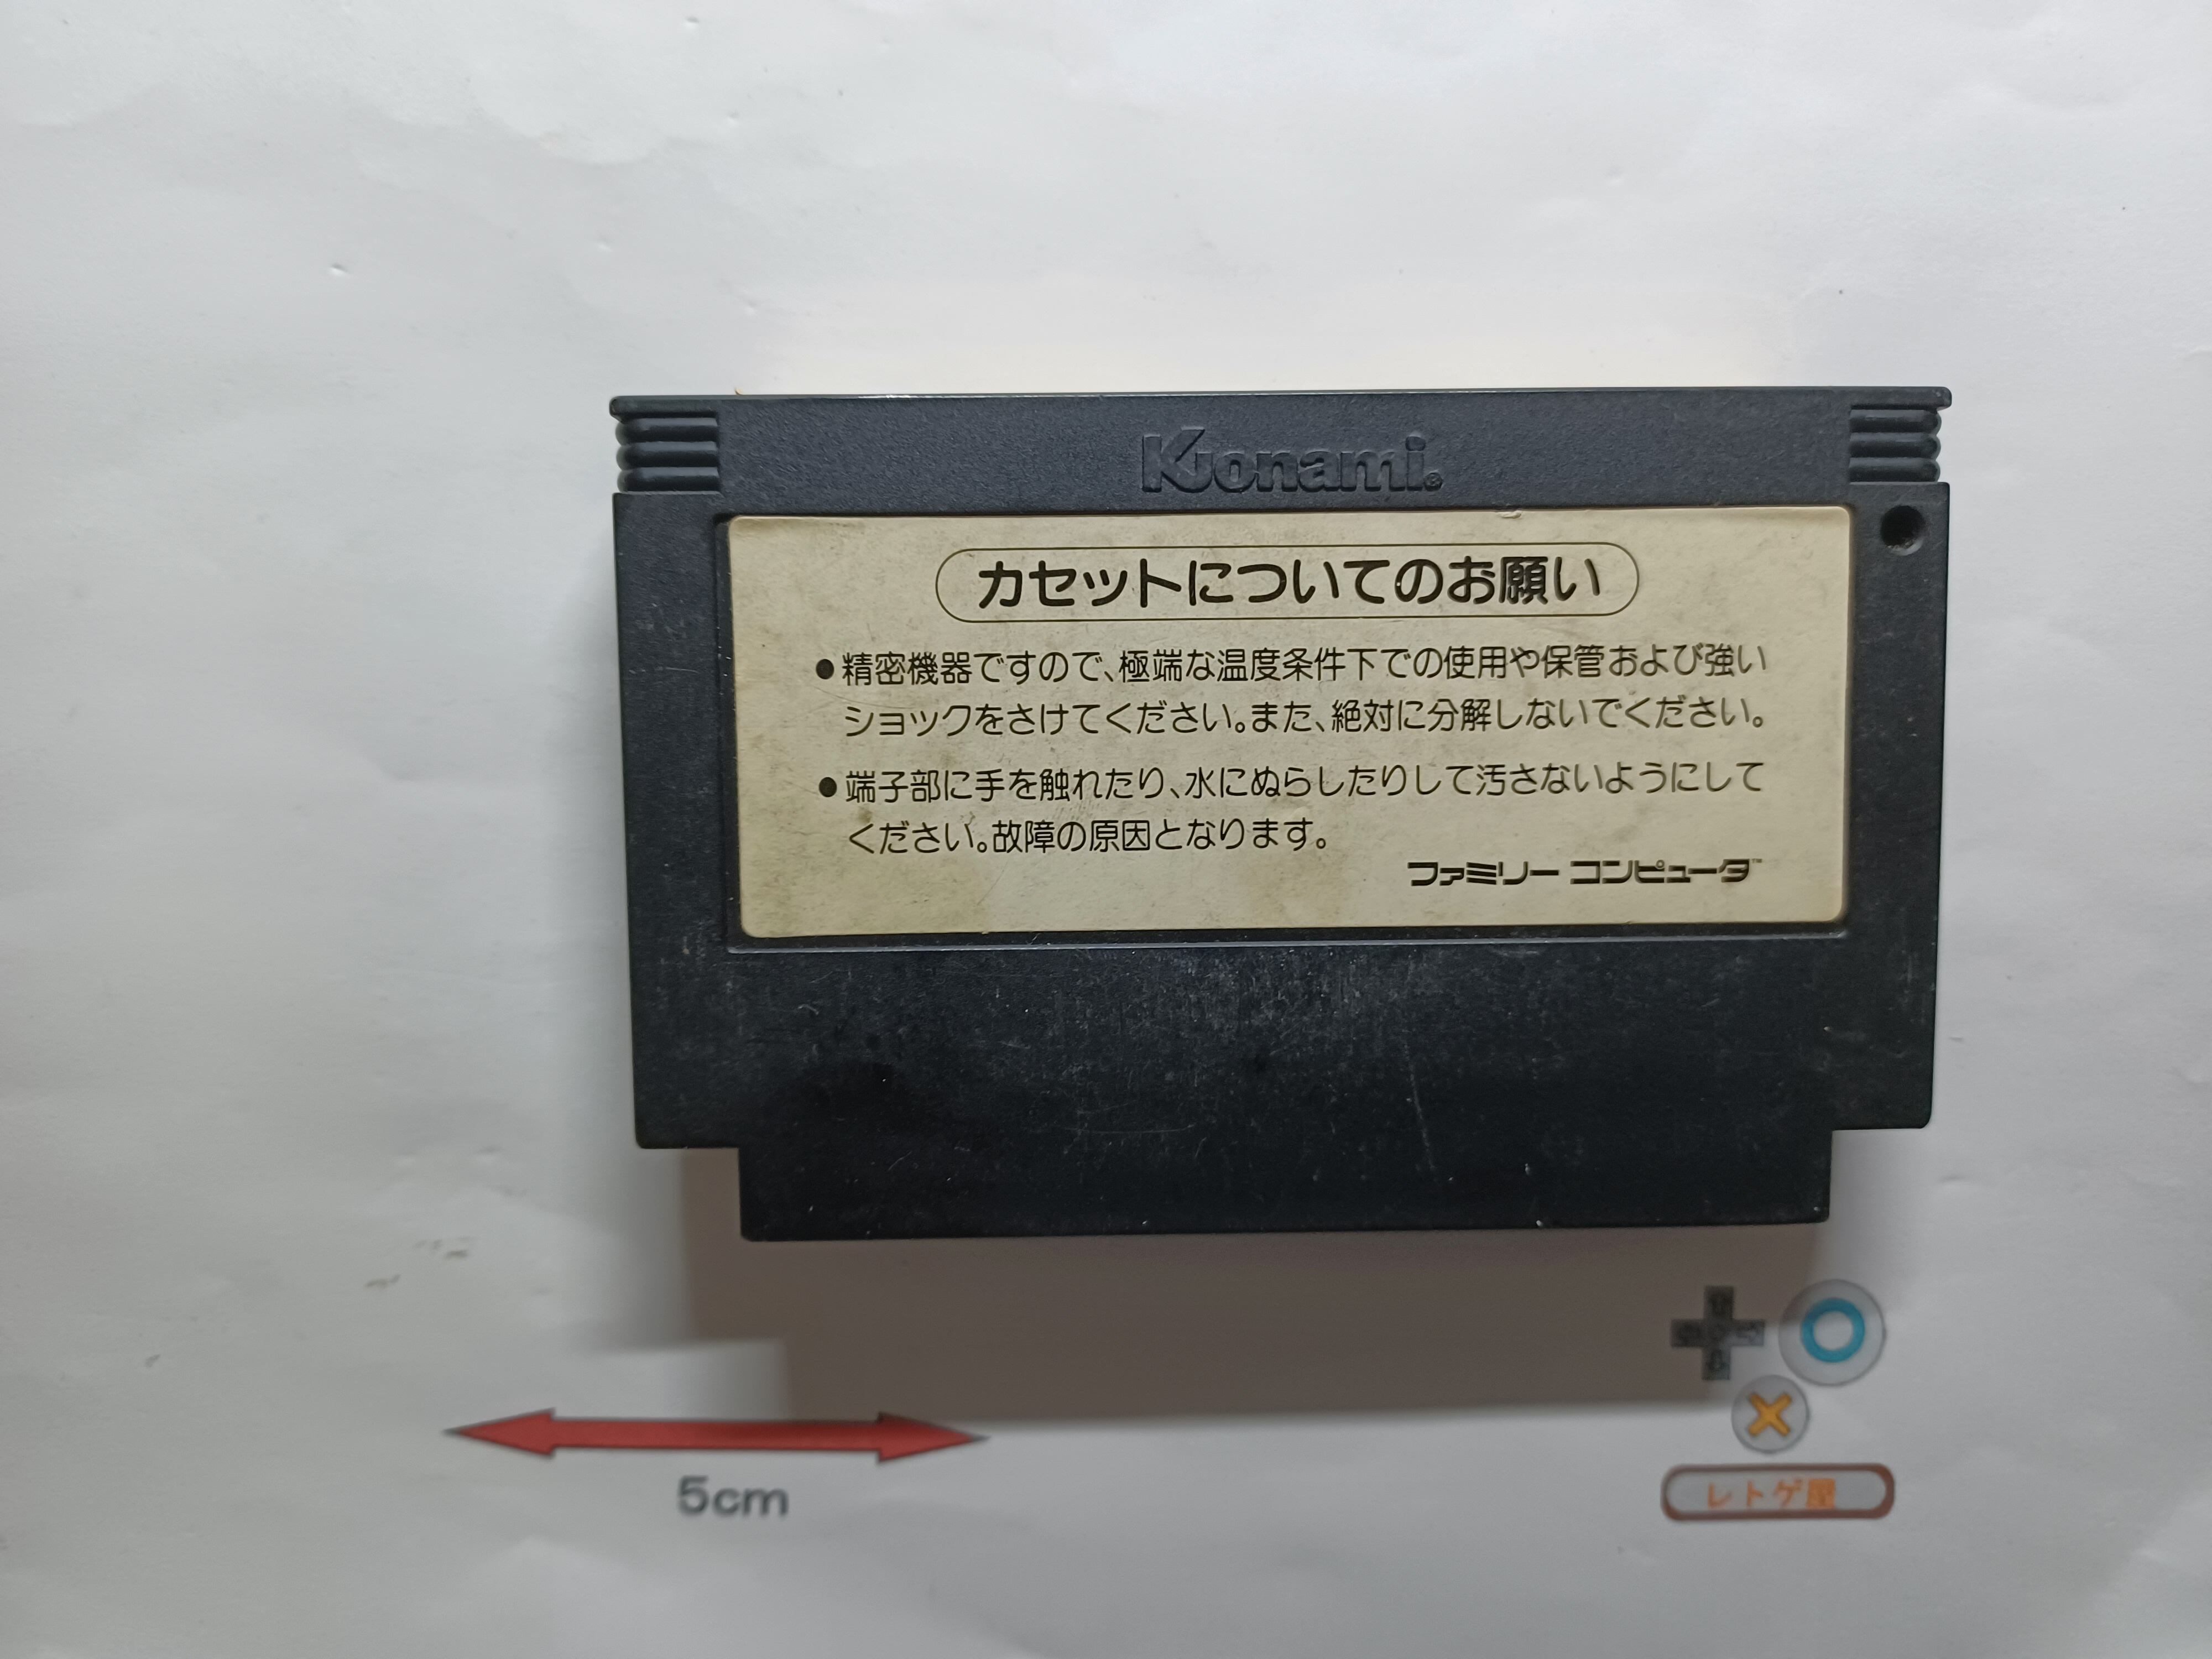 Konami®
カセットについてのお願い
●精密機器ですので、極端な温度条件下での使用や保管および強い
ショックをさけてください。また、絶対に分解しないでください。
●端子部に手を触れたり、水にぬらしたりして汚さないようにして
ください。故障の原因となります。
ファミリー コンピュータ™
5cm
レトゲ屋